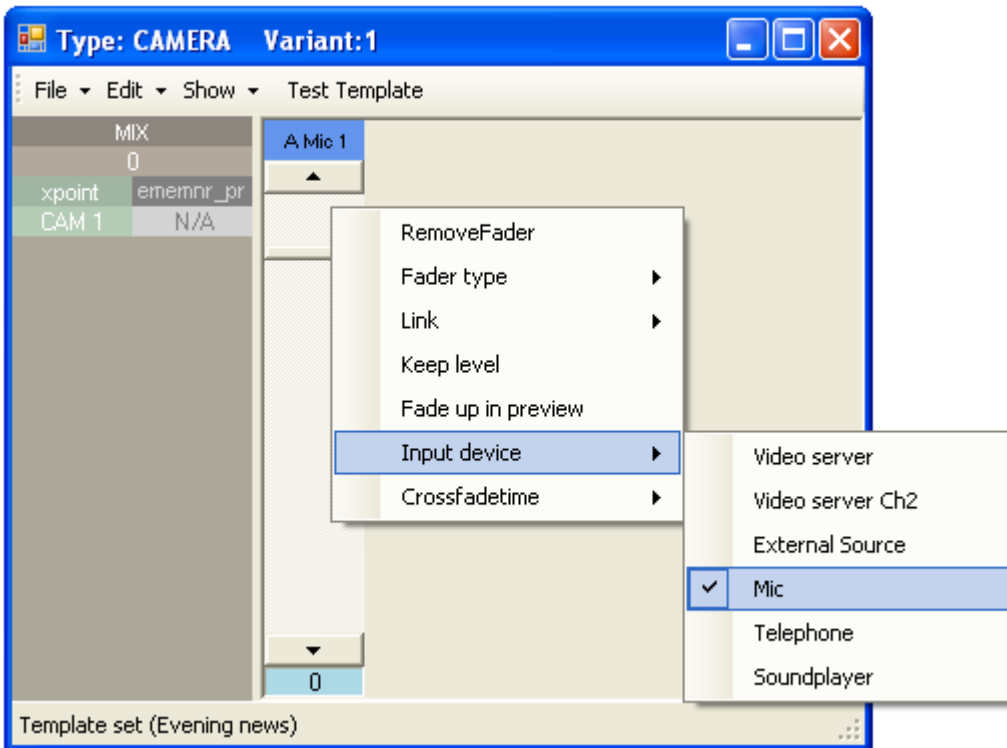 Type: CAMERA Variant:1
File Edit Show Test Template
MIX
0
xpoint ememnr_pr
CAM 1 N/A
A Mic 1
RemoveFader
Fader type
Link
Keep level
Fade up in preview
Input device
Crossfadetime
Video server
Video server Ch2
External Source
Mic
Telephone
Soundplayer
0
Template set (Evening news)